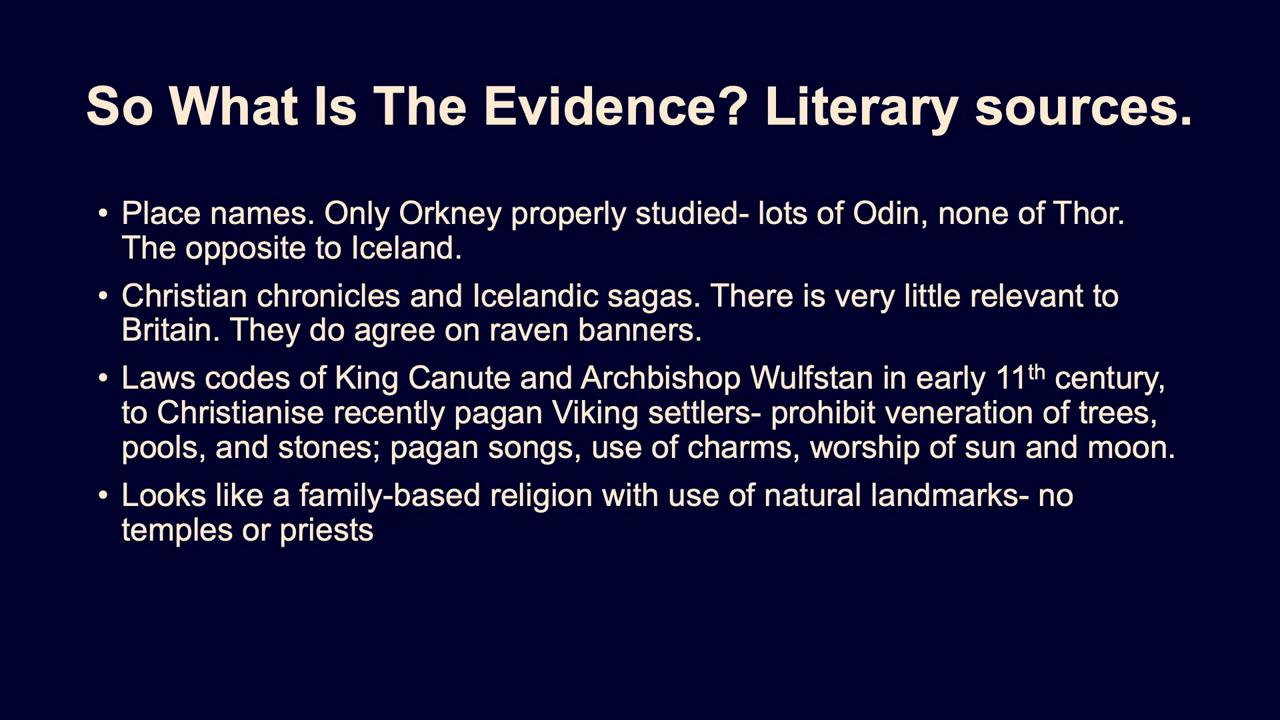 So What Is The Evidence? Literary sources.
• Place names. Only Orkney properly studied- lots of Odin, none of Thor.
The opposite to Iceland.
• Christian chronicles and Icelandic sagas. There is very little relevant to
Britain. They do agree on raven banners.
• Laws codes of King Canute and Archbishop Wulfstan in early 11th century,
to Christianise recently pagan Viking settlers- prohibit veneration of trees,
pools, and stones; pagan songs, use of charms, worship of sun and moon.
• Looks like a family-based religion with use of natural landmarks- no
temples or priests